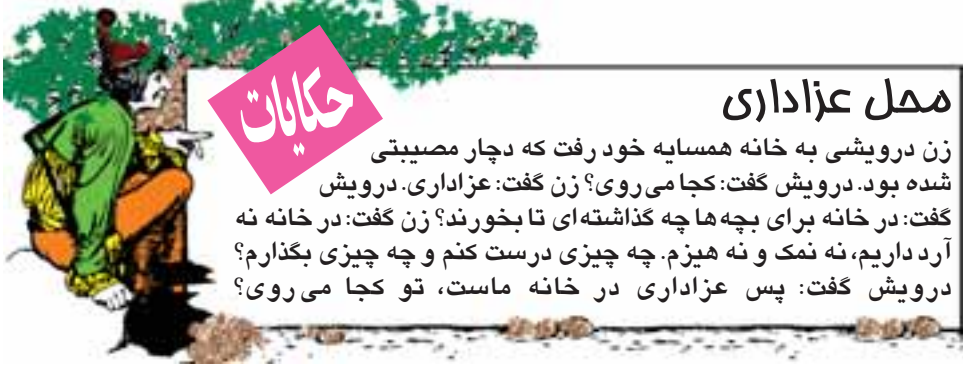 حکایات
محل عزاداری
زن درویشی به خانه همسایه خود رفت که دچار مصیبتی
شده بود. درویش گفت: کجا می‌روی؟ زن گفت: عزاداری. درویش
گفت: در خانه برای بچه‌ها چه گذاشته‌ای تا بخورند؟ زن گفت: در خانه نه
آرد داریم، نه نمک و نه هیزم. چه چیزی درست کنم و چه چیزی بگذارم؟
درویش گفت: پس عزاداری در خانه ماست، تو کجا می‌روی؟